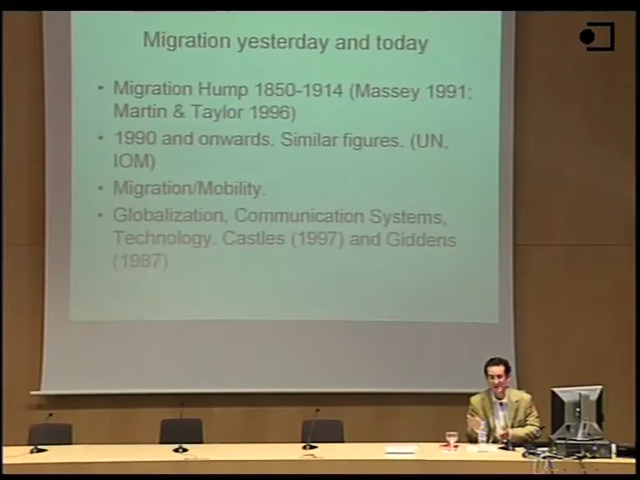 Migration yesterday and today
• Migration Hump 1850-1914 (Massey 1991;
Martin & Taylor 1996)
• 1990 and onwards. Similar figures. (UN,
IOM)
• Migration/Mobility.
• Globalization, Communication Systems,
Technology. Castles (1997) and Giddens
(1987)